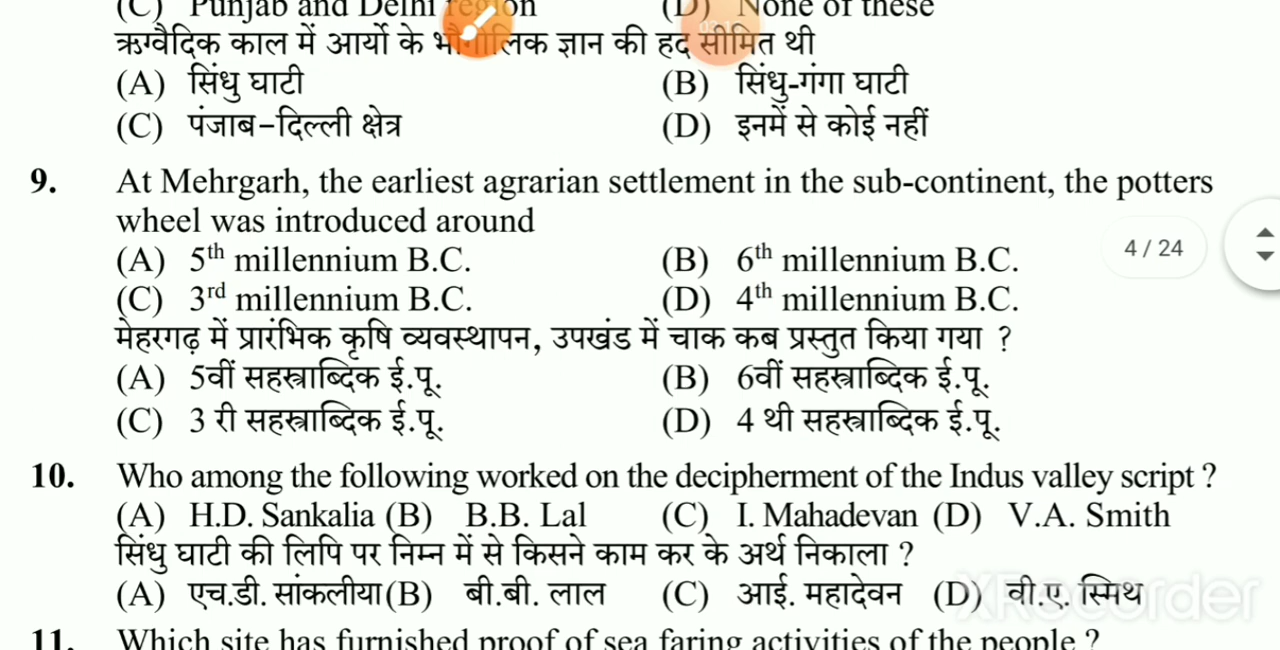 (C) Punjab and Delhi region (D) None of these
ऋग्वैदिक काल में आर्यो के भौगोलिक ज्ञान की हद सीमित थी
(A) सिंधु घाटी (B) सिंधु-गंगा घाटी
(C) पंजाब-दिल्ली क्षेत्र (D) इनमें से कोई नहीं
9. At Mehrgarh, the earliest agrarian settlement in the sub-continent, the potters
wheel was introduced around
(A) 5th millennium B.C. (B) 6th millennium B.C.
4 / 24
(C) 3rd millennium B.C. (D) 4th millennium B.C.
मेहरगढ़ में प्रारंभिक कृषि व्यवस्थापन, उपखंड में चाक कब प्रस्तुत किया गया ?
(A) 5वीं सहस्त्राब्दिक ई.पू. (B) 6वीं सहस्त्राब्दिक ई.पू.
(C) 3 री सहस्त्राब्दिक ई.पू. (D) 4 थी सहस्त्राब्दिक ई.पू.
10. Who among the following worked on the decipherment of the Indus valley script ?
(A) H.D. Sankalia (B) B.B. Lal (C) I. Mahadevan (D) V.A. Smith
सिंधु घाटी की लिपि पर निम्न में से किसने काम कर के अर्थ निकाला ?
(A) एच.डी. सांकलीया (B) बी.बी. लाल (C) आई. महादेवन (D) वी.ए. स्मिथ
XRecorder
11. Which site has furnished proof of sea faring activities of the people ?